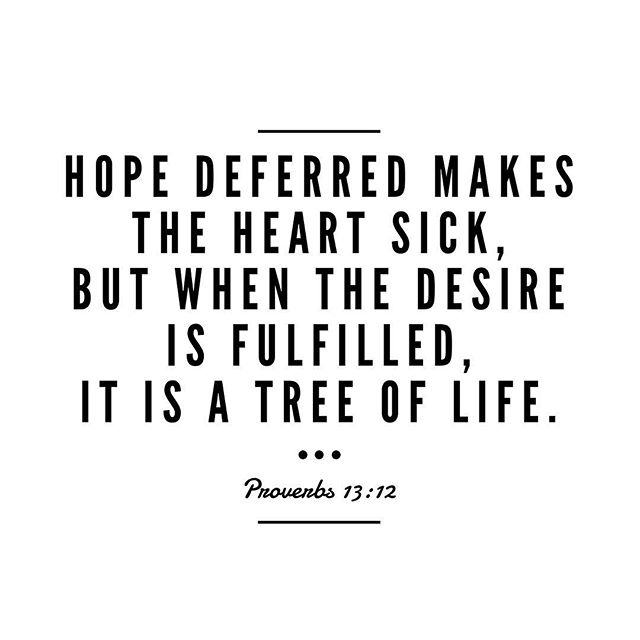 HOPE DEFERRED MAKES
THE HEART SICK,
BUT WHEN THE DESIRE
IS FULFILLED,
IT IS A TREE OF LIFE.
Proverbs 13:12